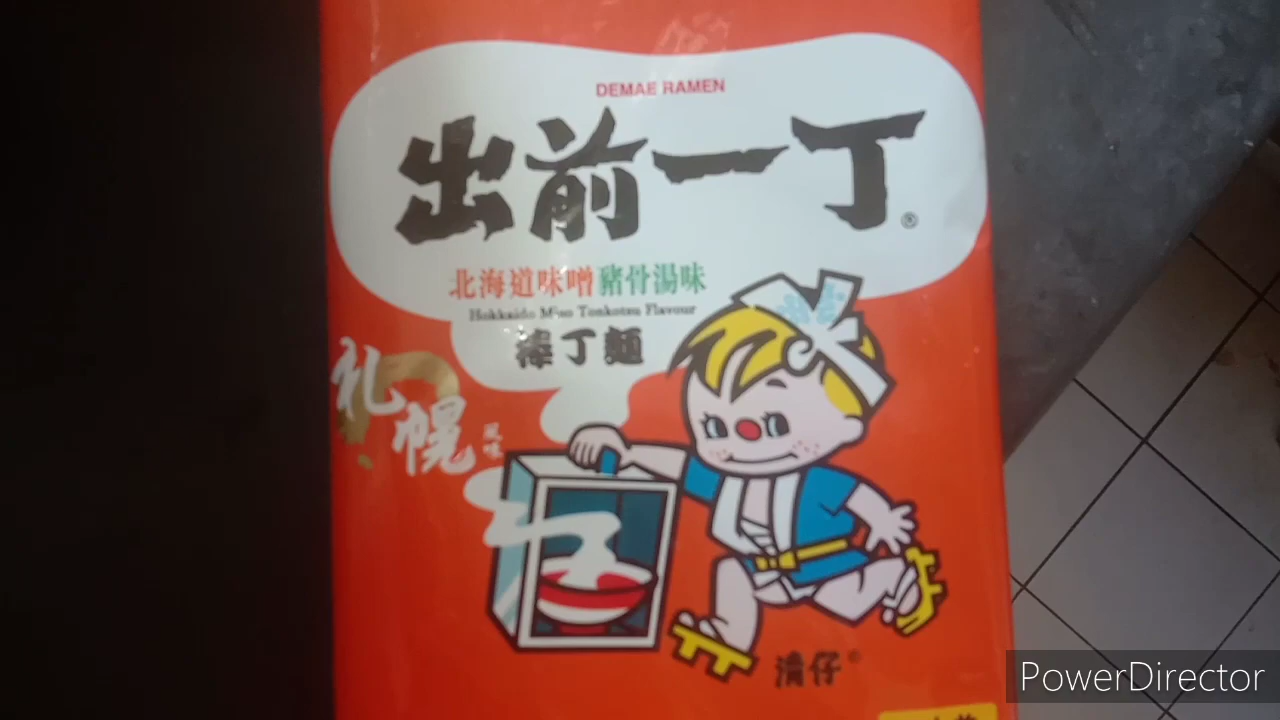 DEMAE RAMEN
出前一丁®
北海道味噌豬骨湯味
Hokkaido Miso Tonkotsu Flavour
棒丁麵
札幌
風味
清仔©
PowerDirector